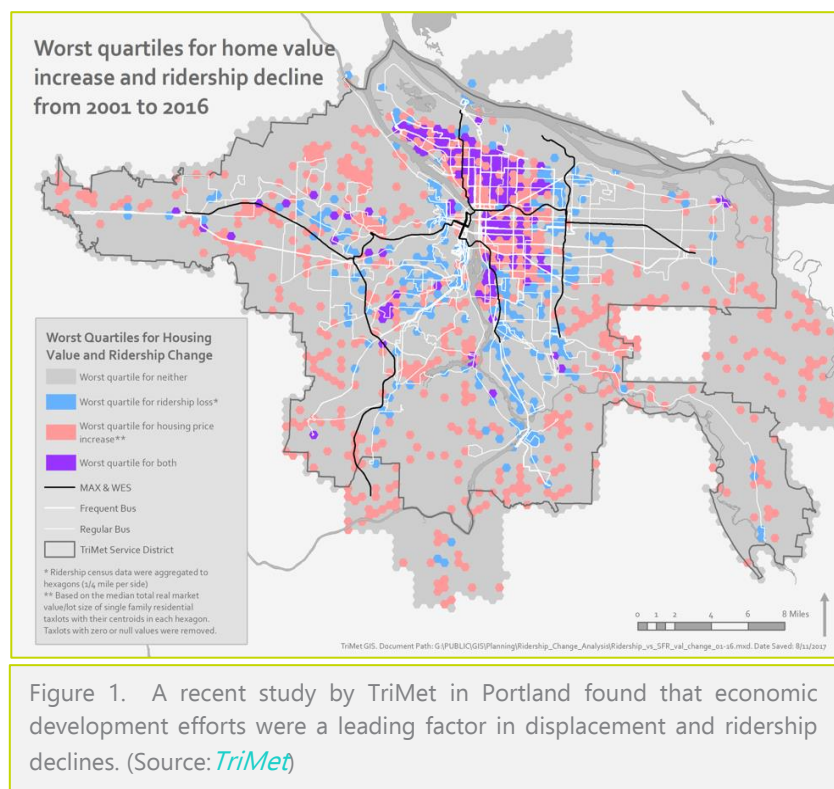 Worst quartiles for home value
increase and ridership decline
from 2001 to 2016
Worst Quartiles for Housing
Value and Ridership Change
Worst quartile for neither
Worst quartile for ridership loss*
Worst quartile for housing price
increase**
Worst quartile for both
MAX & WES
Frequent Bus
Regular Bus
TriMet Service District
* Ridership census data were aggregated to
hexagons (1/4 mile per side)
** Based on the median total real market
value/lot size of single family residential
taxlots with their centroids in each hexagon.
Taxlots with zero or null values were removed.
0 1 2 4 6 8 Miles
TriMet GIS. Document Path: G:\PUBLIC\GIS\Planning\Ridership_Change_Analysis\Ridership_vs_SFR_val_change_01-16.mxd. Date Saved: 8/11/2017
Figure 1. A recent study by TriMet in Portland found that economic
development efforts were a leading factor in displacement and ridership
declines. (Source: TriMet)